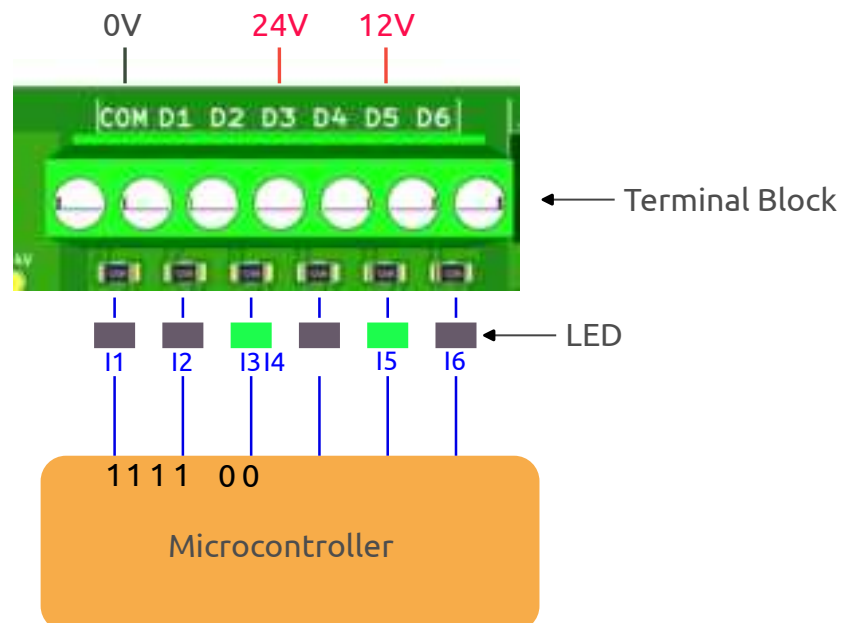 0V 24V 12V
COM D1 D2 D3 D4 D5 D6
Terminal Block
LED
I1 I2 I3 I4 I5 I6
1 1 1 1 0 0
Microcontroller